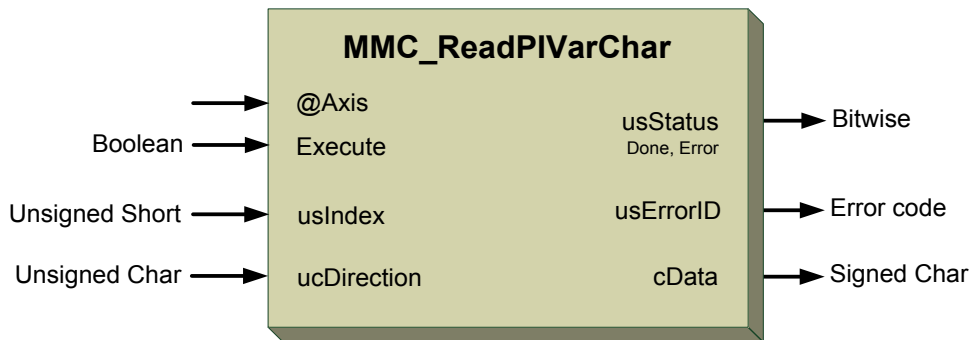 MMC_ReadPIVarChar
@Axis
Boolean
Execute
usStatus
Done, Error
Bitwise
Unsigned Short
usIndex
usErrorID
Error code
Unsigned Char
ucDirection
cData
Signed Char